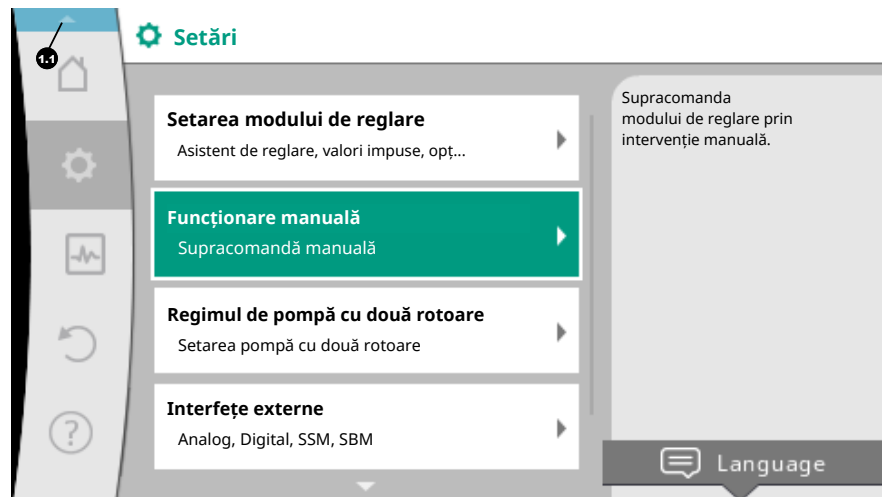 1.1
Setări
Setarea modului de reglare
Asistent de reglare, valori impuse, opț...
Funcționare manuală
Supracomandă manuală
Regimul de pompă cu două rotoare
Setarea pompă cu două rotoare
Interfețe externe
Analog, Digital, SSM, SBM
Supracomanda
modului de reglare prin
intervenție manuală.
?
Language